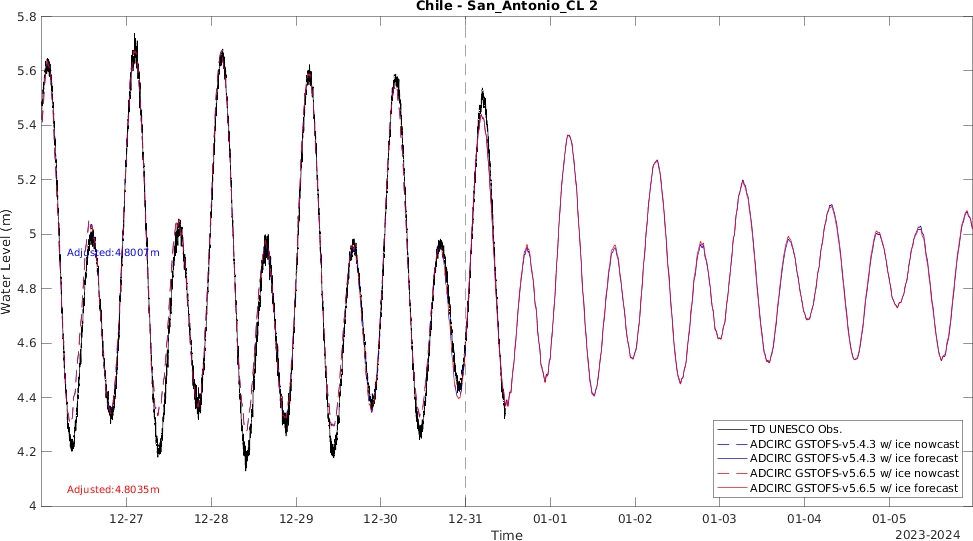 Chile - San_Antonio_CL 2
Water Level (m)
5.8
5.6
5.4
5.2
5
4.8
4.6
4.4
4.2
4
Adjusted:4.8007m
Adjusted:4.8035m
TD UNESCO Obs.
ADCIRC GSTOFS-v5.4.3 w/ ice nowcast
ADCIRC GSTOFS-v5.4.3 w/ ice forecast
ADCIRC GSTOFS-v5.6.5 w/ ice nowcast
ADCIRC GSTOFS-v5.6.5 w/ ice forecast
12-27 12-28 12-29 12-30 12-31 01-01 01-02 01-03 01-04 01-05
Time
2023-2024